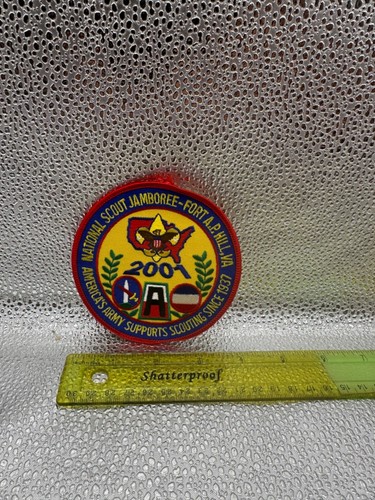 NATIONAL SCOUT JAMBOREE-FORT A.P. HILL, VA
2001
A
AMERICA'S ARMY SUPPORTS SCOUTING SINCE 1937
Shatterproof